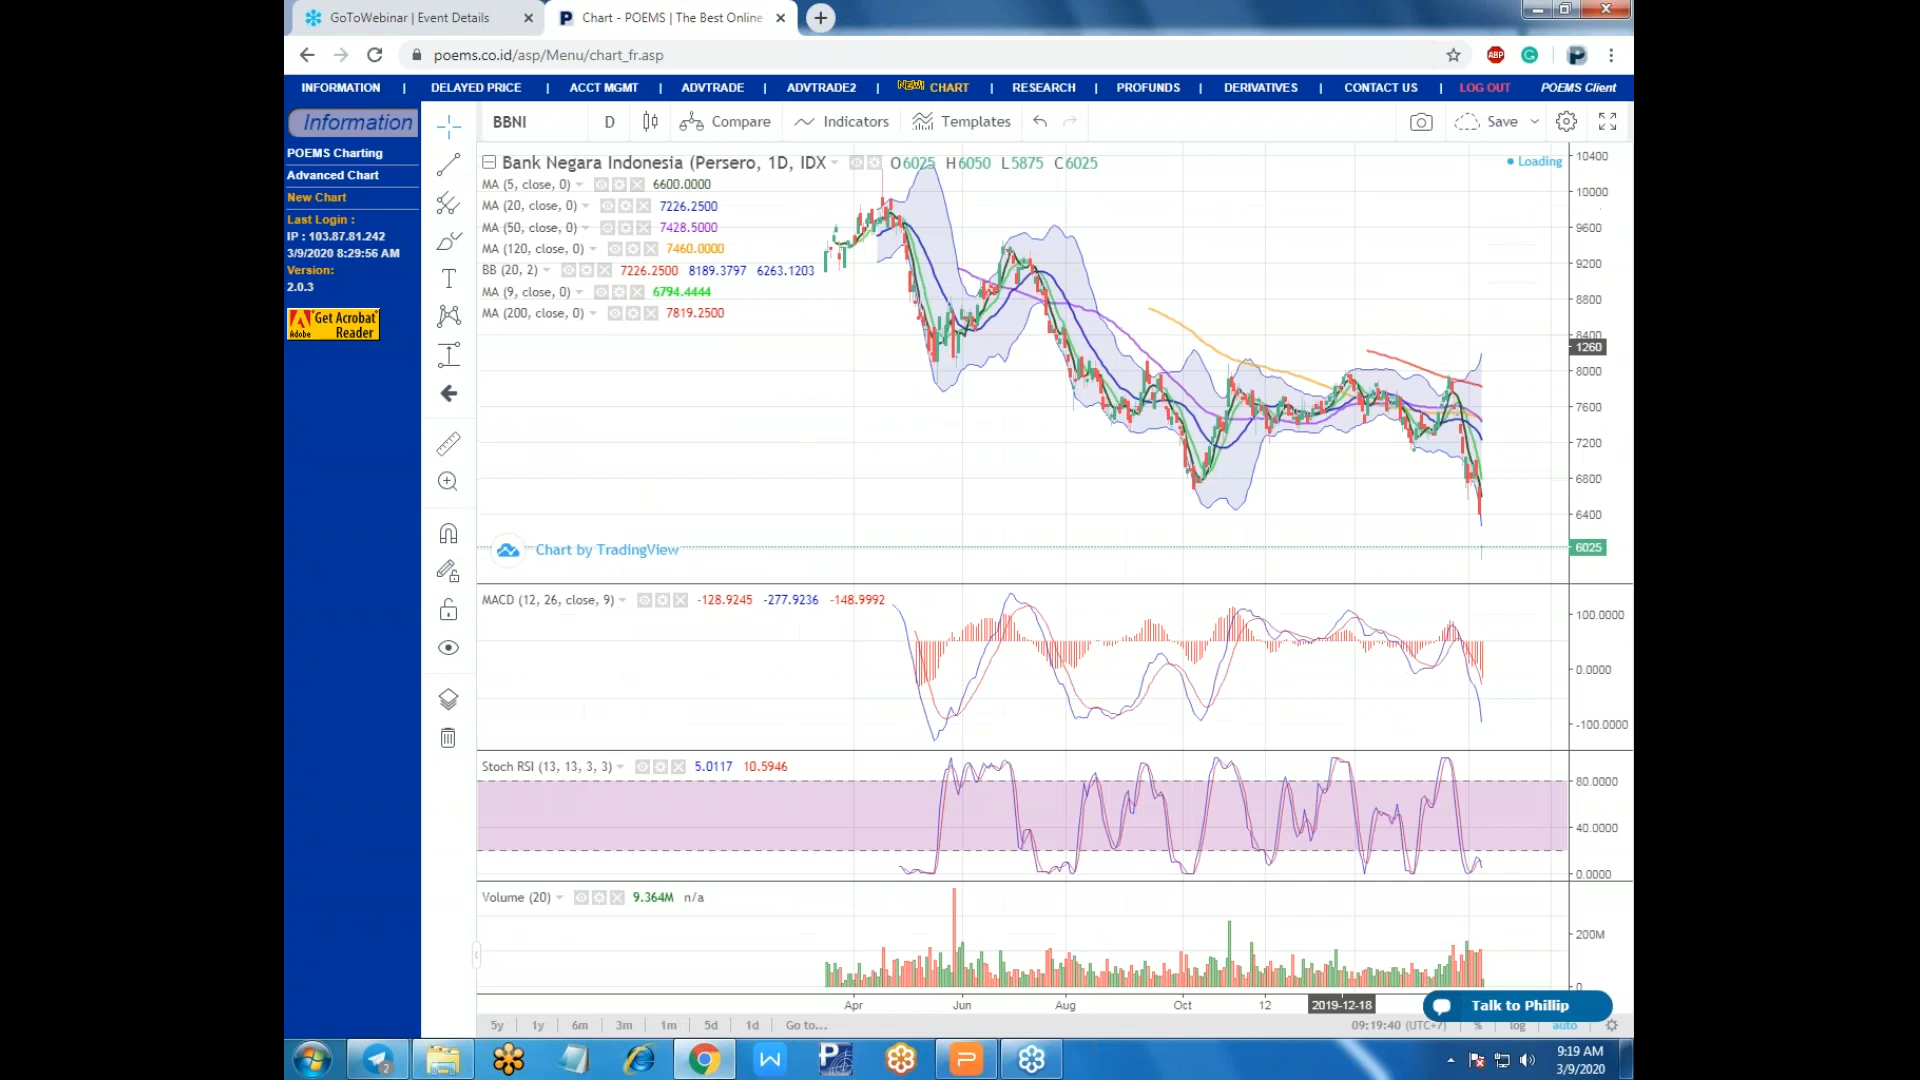 GoToWebinar | Event Details
Chart - POEMS | The Best Online
poems.co.id/asp/Menu/chart_fr.asp
ABP
INFORMATION | DELAYED PRICE | ACCT MGMT | ADVTRADE | ADVTRADE2 | NEW! CHART | RESEARCH | PROFUNDS | DERIVATIVES | CONTACT US | LOG OUT POEMS Client
Information
POEMS Charting
Advanced Chart
New Chart
Last Login :
IP : 103.87.81.242
3/9/2020 8:29:56 AM
Version:
2.0.3
Get Acrobat
Adobe Reader
BBNI D Compare Indicators Templates Save
Bank Negara Indonesia (Persero, 1D, IDX O6025 H6050 L5875 C6025
Loading
MA (5, close, 0) 6600.0000
MA (20, close, 0) 7226.2500
MA (50, close, 0) 7428.5000
MA (120, close, 0) 7460.0000
BB (20, 2) 7226.2500 8189.3797 6263.1203
MA (9, close, 0) 6794.4444
MA (200, close, 0) 7819.2500
10400
10000
9600
9200
8800
8400
1260
8000
7600
7200
6800
6400
6025
Chart by TradingView
MACD (12, 26, close, 9) -128.9245 -277.9236 -148.9992
100.0000
0.0000
-100.0000
Stoch RSI (13, 13, 3, 3) 5.0117 10.5946
80.0000
40.0000
0.0000
Volume (20) 9.364M n/a
200M
0
Apr Jun Aug Oct 12 2019-12-18
Talk to Phillip
5y 1y 6m 3m 1m 5d 1d Go to...
09:19:40 (UTC+7) % log auto
2
9:19 AM
3/9/2020